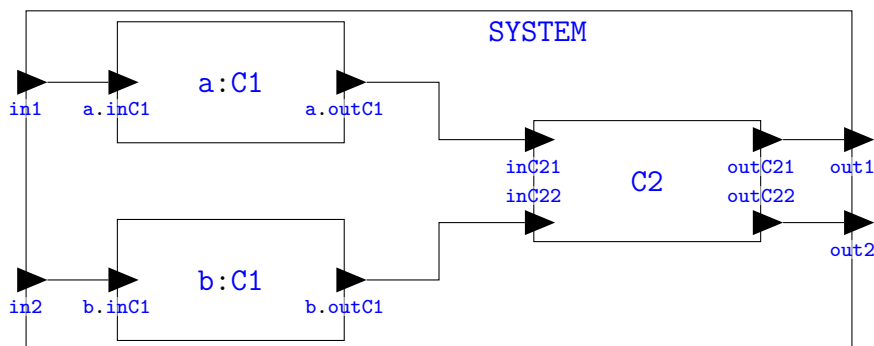 SYSTEM
a:C1
in1
a.inC1
a.outC1
inC21
outC21
out1
C2
inC22
outC22
out2
b:C1
in2
b.inC1
b.outC1